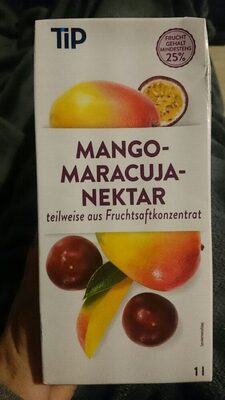 TiP
FRUCHT
GEHALT
MINDESTENS
25%
MANGO-
MARACUJA-
NEKTAR
teilweise aus Fruchtsaftkonzentrat
1 l